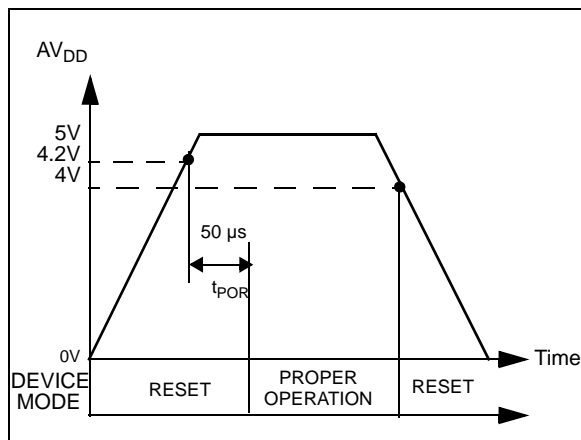 AVDD
5V
4.2V
4V
50 µs
tPOR
0V
Time
DEVICE
MODE
RESET
PROPER
OPERATION
RESET